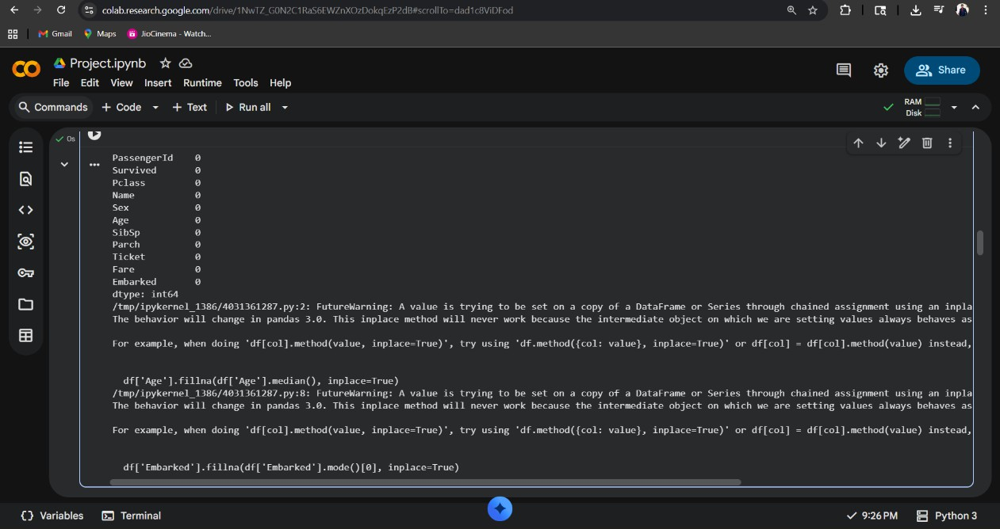 colab.research.google.com/drive/1NwTZ_G0N2C1RaS6EWZnXOzDokqEzP2dB#scrollTo=dad1c8ViDFod
Gmail Maps JioCinema - Watch...
Project.ipynb
File Edit View Insert Runtime Tools Help
Share
Commands + Code + Text Run all
RAM
Disk
0s
PassengerId 0
Survived 0
Pclass 0
Name 0
Sex 0
Age 0
SibSp 0
Parch 0
Ticket 0
Fare 0
Embarked 0
dtype: int64
/tmp/ipykernel_1386/4031361287.py:2: FutureWarning: A value is trying to be set on a copy of a DataFrame or Series through chained assignment using an inpla
The behavior will change in pandas 3.0. This inplace method will never work because the intermediate object on which we are setting values always behaves as
For example, when doing 'df[col].method(value, inplace=True)', try using 'df.method({col: value}, inplace=True)' or df[col] = df[col].method(value) instead,
df['Age'].fillna(df['Age'].median(), inplace=True)
/tmp/ipykernel_1386/4031361287.py:8: FutureWarning: A value is trying to be set on a copy of a DataFrame or Series through chained assignment using an inpla
The behavior will change in pandas 3.0. This inplace method will never work because the intermediate object on which we are setting values always behaves as
For example, when doing 'df[col].method(value, inplace=True)', try using 'df.method({col: value}, inplace=True)' or df[col] = df[col].method(value) instead,
df['Embarked'].fillna(df['Embarked'].mode()[0], inplace=True)
{} Variables Terminal 9:26 PM Python 3